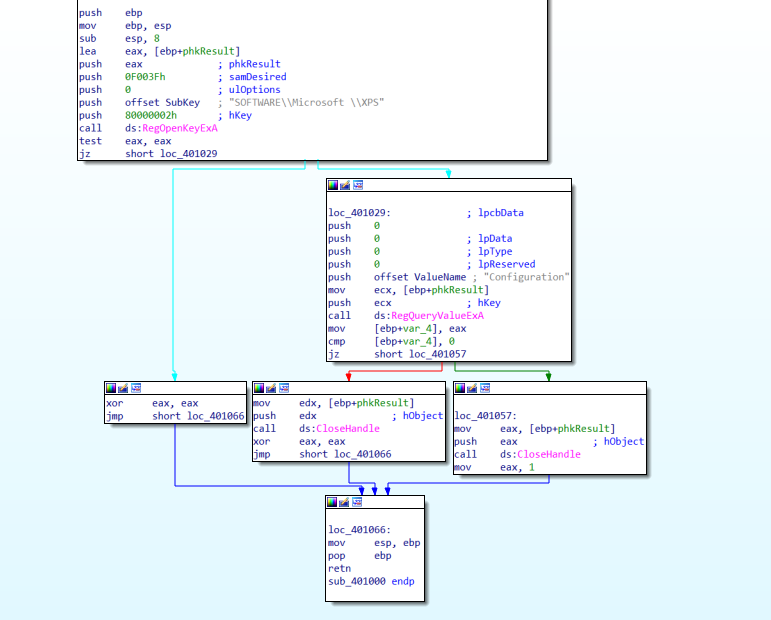 push ebp
mov ebp, esp
sub esp, 8
lea eax, [ebp+phkResult]
push eax ; phkResult
push 0F003Fh ; samDesired
push 0 ; ulOptions
push offset SubKey ; "SOFTWARE\\Microsoft \\XPS"
push 80000002h ; hKey
call ds:RegOpenKeyExA
test eax, eax
jz short loc_401029
loc_401029: ; lpcbData
push 0
push 0 ; lpData
push 0 ; lpType
push 0 ; lpReserved
push offset ValueName ; "Configuration"
mov ecx, [ebp+phkResult]
push ecx ; hKey
call ds:RegQueryValueExA
mov [ebp+var_4], eax
cmp [ebp+var_4], 0
jz short loc_401057
xor eax, eax
jmp short loc_401066
mov edx, [ebp+phkResult]
push edx ; hObject
call ds:CloseHandle
xor eax, eax
jmp short loc_401066
loc_401057:
mov eax, [ebp+phkResult]
push eax ; hObject
call ds:CloseHandle
mov eax, 1
loc_401066:
mov esp, ebp
pop ebp
retn
sub_401000 endp